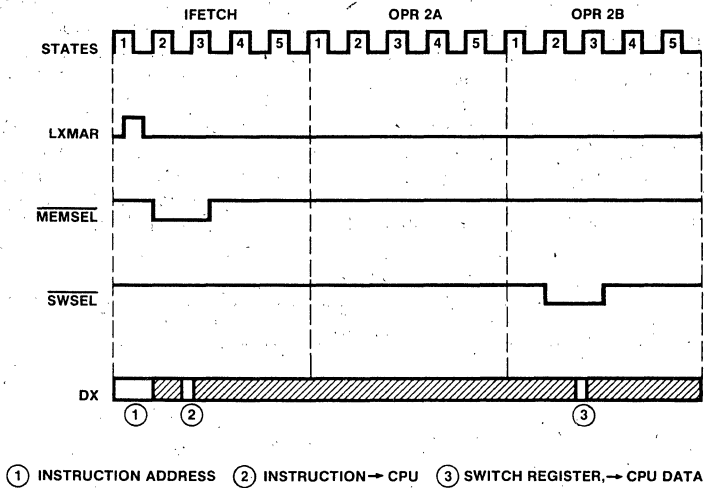 IFETCH OPR 2A OPR 2B
STATES 1 2 3 4 5 1 2 3 4 5 1 2 3 4 5
LXMAR
MEMSEL
SWSEL
DX
1 2 3
1 INSTRUCTION ADDRESS 2 INSTRUCTION → CPU 3 SWITCH REGISTER,→ CPU DATA